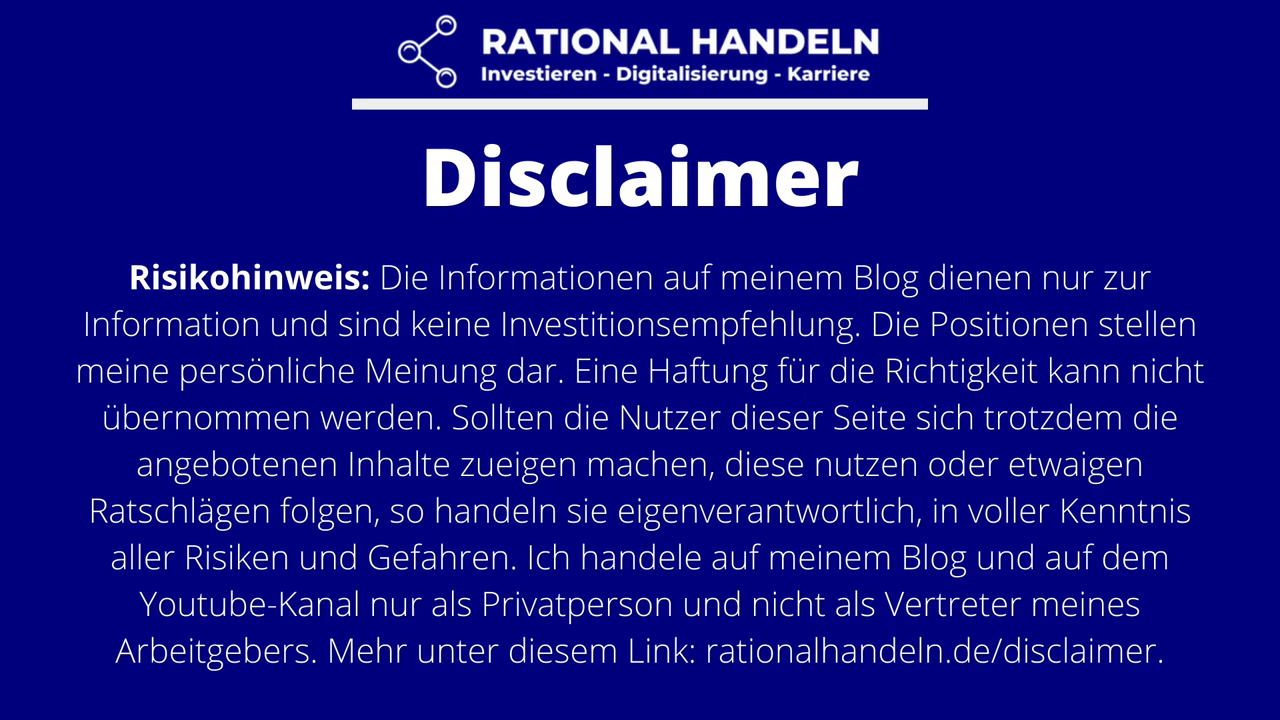 RATIONAL HANDELN
Investieren - Digitalisierung - Karriere
Disclaimer
Risikohinweis: Die Informationen auf meinem Blog dienen nur zur
Information und sind keine Investitionsempfehlung. Die Positionen stellen
meine persönliche Meinung dar. Eine Haftung für die Richtigkeit kann nicht
übernommen werden. Sollten die Nutzer dieser Seite sich trotzdem die
angebotenen Inhalte zueigen machen, diese nutzen oder etwaigen
Ratschlägen folgen, so handeln sie eigenverantwortlich, in voller Kenntnis
aller Risiken und Gefahren. Ich handele auf meinem Blog und auf dem
Youtube-Kanal nur als Privatperson und nicht als Vertreter meines
Arbeitgebers. Mehr unter diesem Link: rationalhandeln.de/disclaimer.